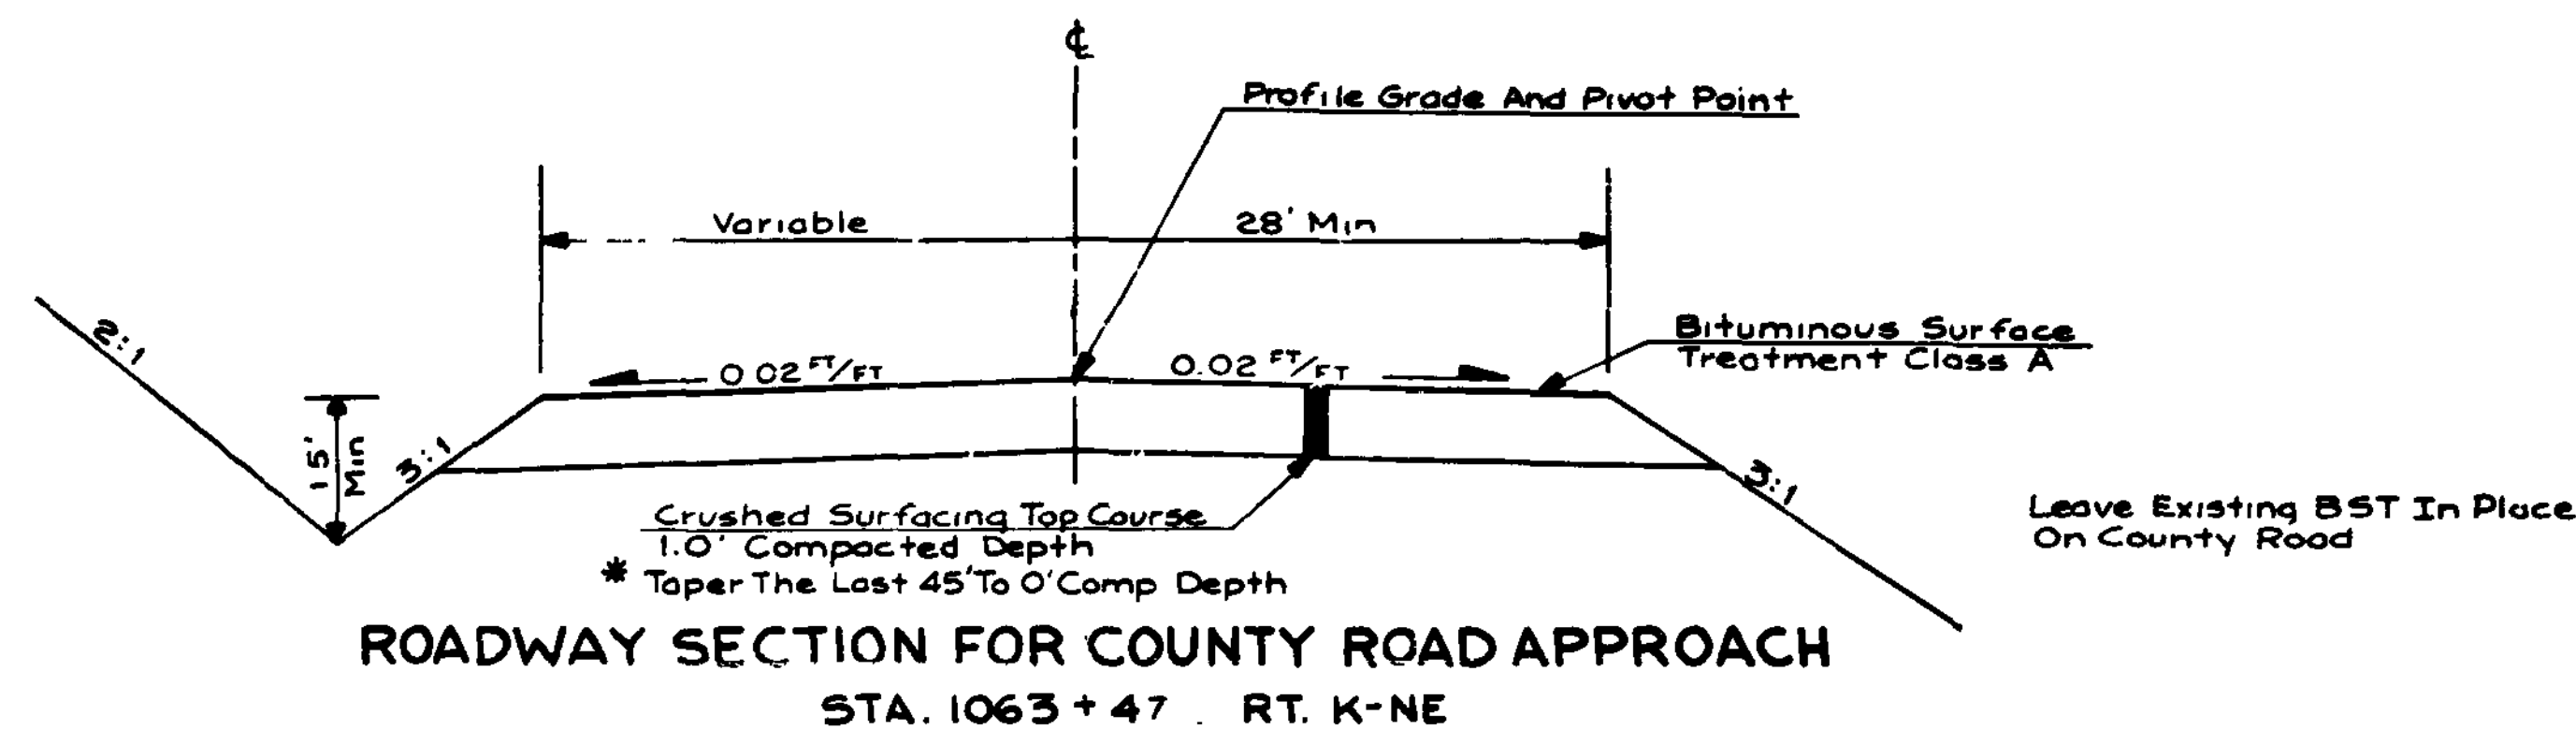 ℄
Profile Grade And Pivot Point
Variable
28' Min
2:1
0.02 FT/FT
0.02 FT/FT
Bituminous Surface
Treatment Class A
1 5'
Min
3:1
3:1
Crushed Surfacing Top Course
1.0' Compacted Depth
* Taper The Last 45' To 0' Comp Depth
Leave Existing BST In Place
On County Road
ROADWAY SECTION FOR COUNTY ROAD APPROACH
STA. 1063 + 47 . RT. K-NE